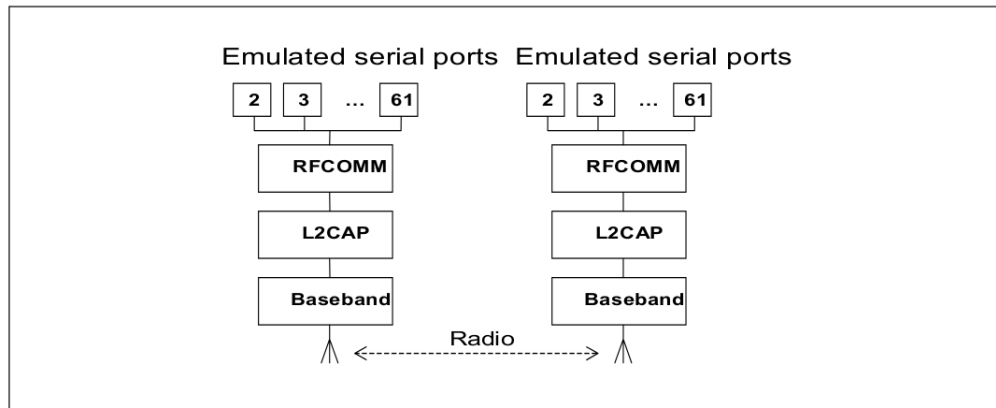 Emulated serial ports Emulated serial ports
2 3 ... 61 2 3 ... 61
RFCOMM RFCOMM
L2CAP L2CAP
Baseband Baseband
Radio